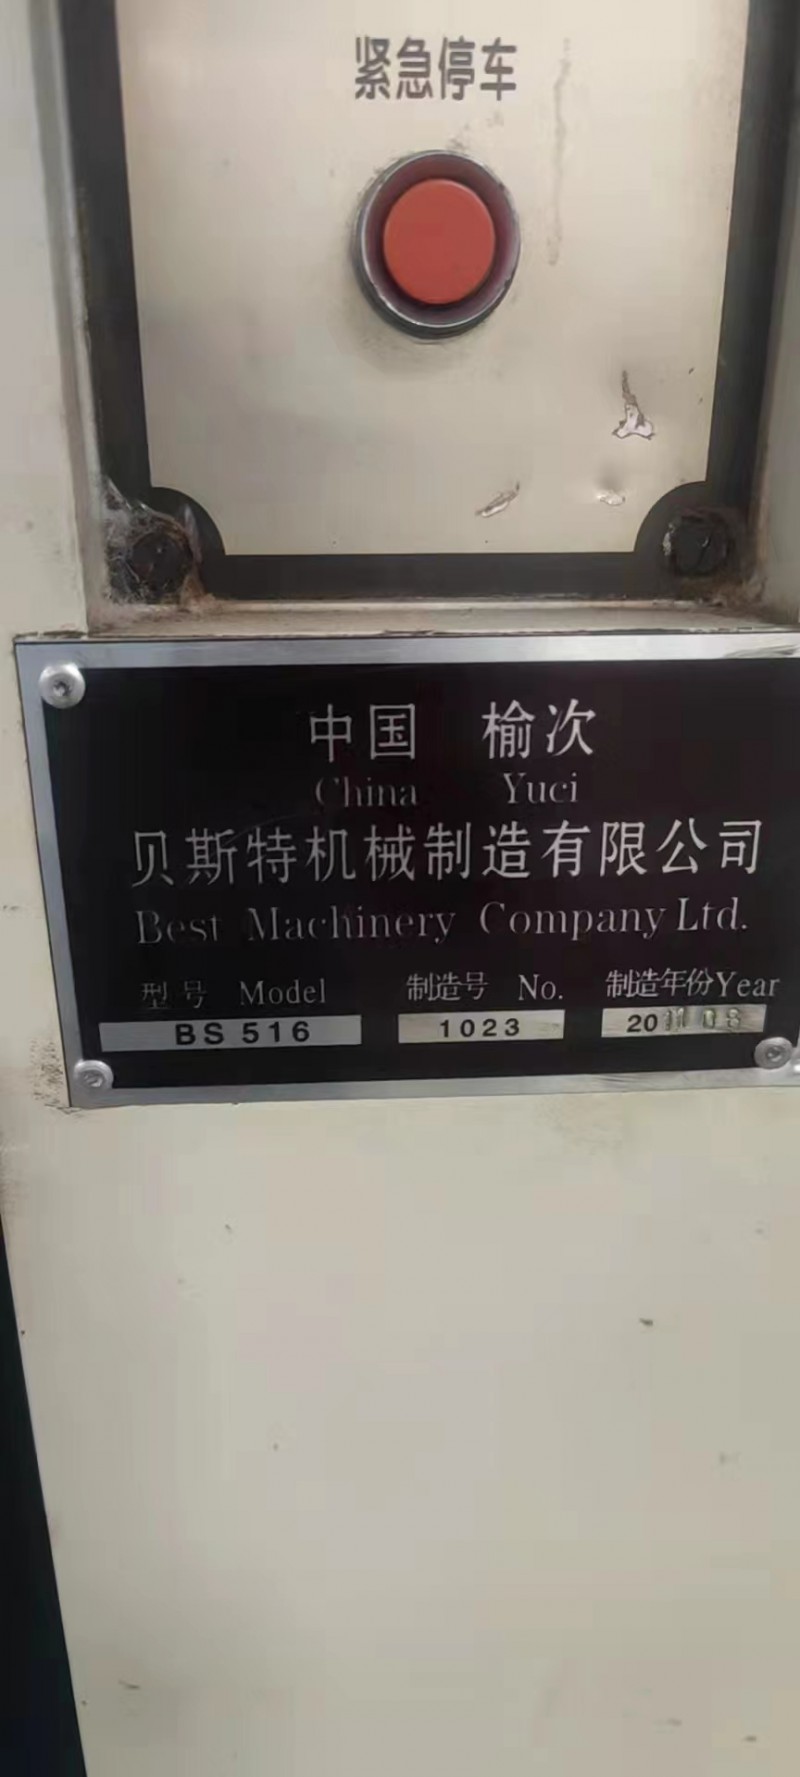 紧急停车
中国 榆次
China Yuci
贝斯特机械制造有限公司
Best Machinery Company Ltd.
型号 Model 制造号 No. 制造年份 Year
BS 516 1023 2011 08